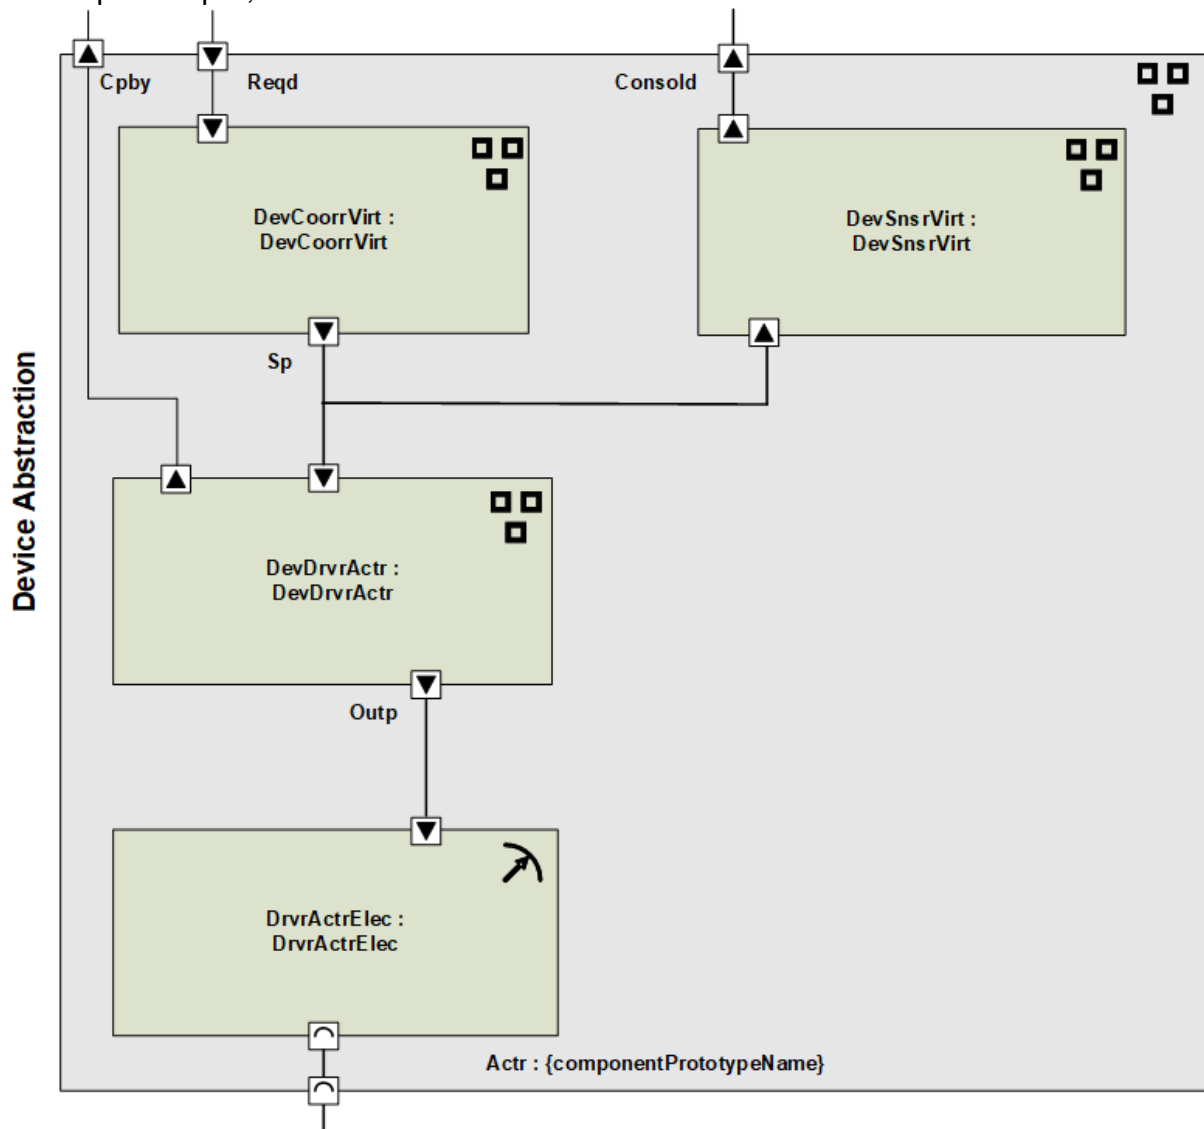 Cpby
Reqd
Consold
DevCoorrVirt :
DevCoorrVirt
DevSnsrVirt :
DevSnsrVirt
Sp
Device Abstraction
DevDrvrActr :
DevDrvrActr
Outp
DrvrActrElec :
DrvrActrElec
Actr : {componentPrototypeName}